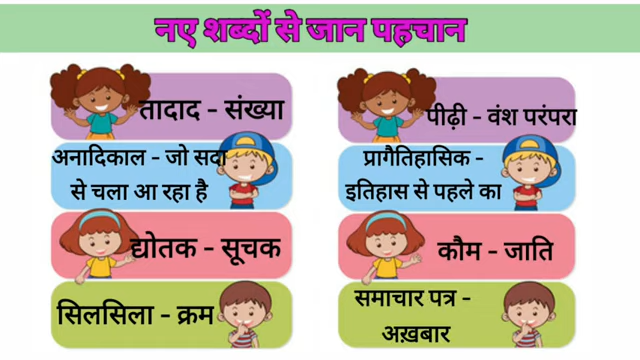 नए शब्दों से जान पहचान
तादाद - संख्या
अनादिकाल - जो सदा
से चला आ रहा है
द्योतक - सूचक
सिलसिला - क्रम
पीढ़ी - वंश परंपरा
प्रागैतिहासिक -
इतिहास से पहले का
कौम - जाति
समाचार पत्र -
अख़बार